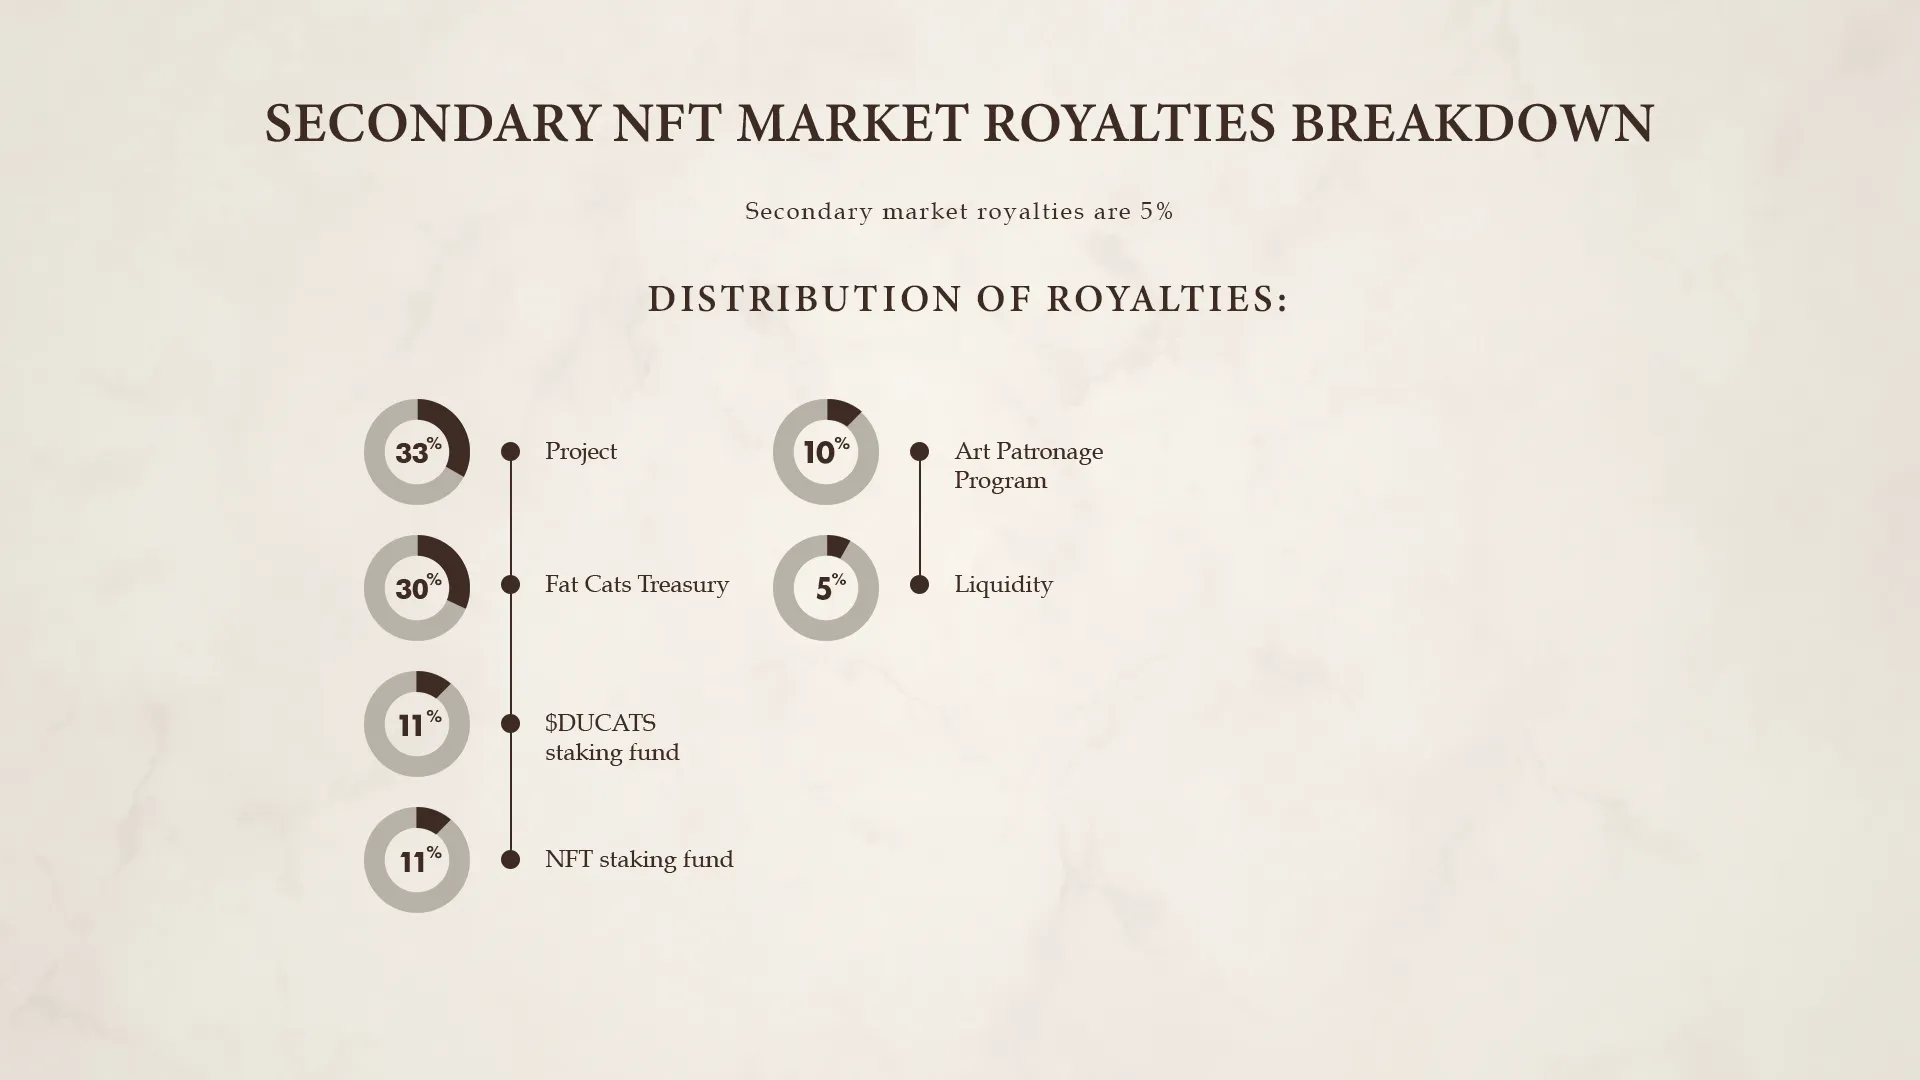 SECONDARY NFT MARKET ROYALTIES BREAKDOWN
Secondary market royalties are 5%
DISTRIBUTION OF ROYALTIES:
33%
Project
30%
Fat Cats Treasury
11%
$DUCATS
staking fund
11%
NFT staking fund
10%
Art Patronage
Program
5%
Liquidity